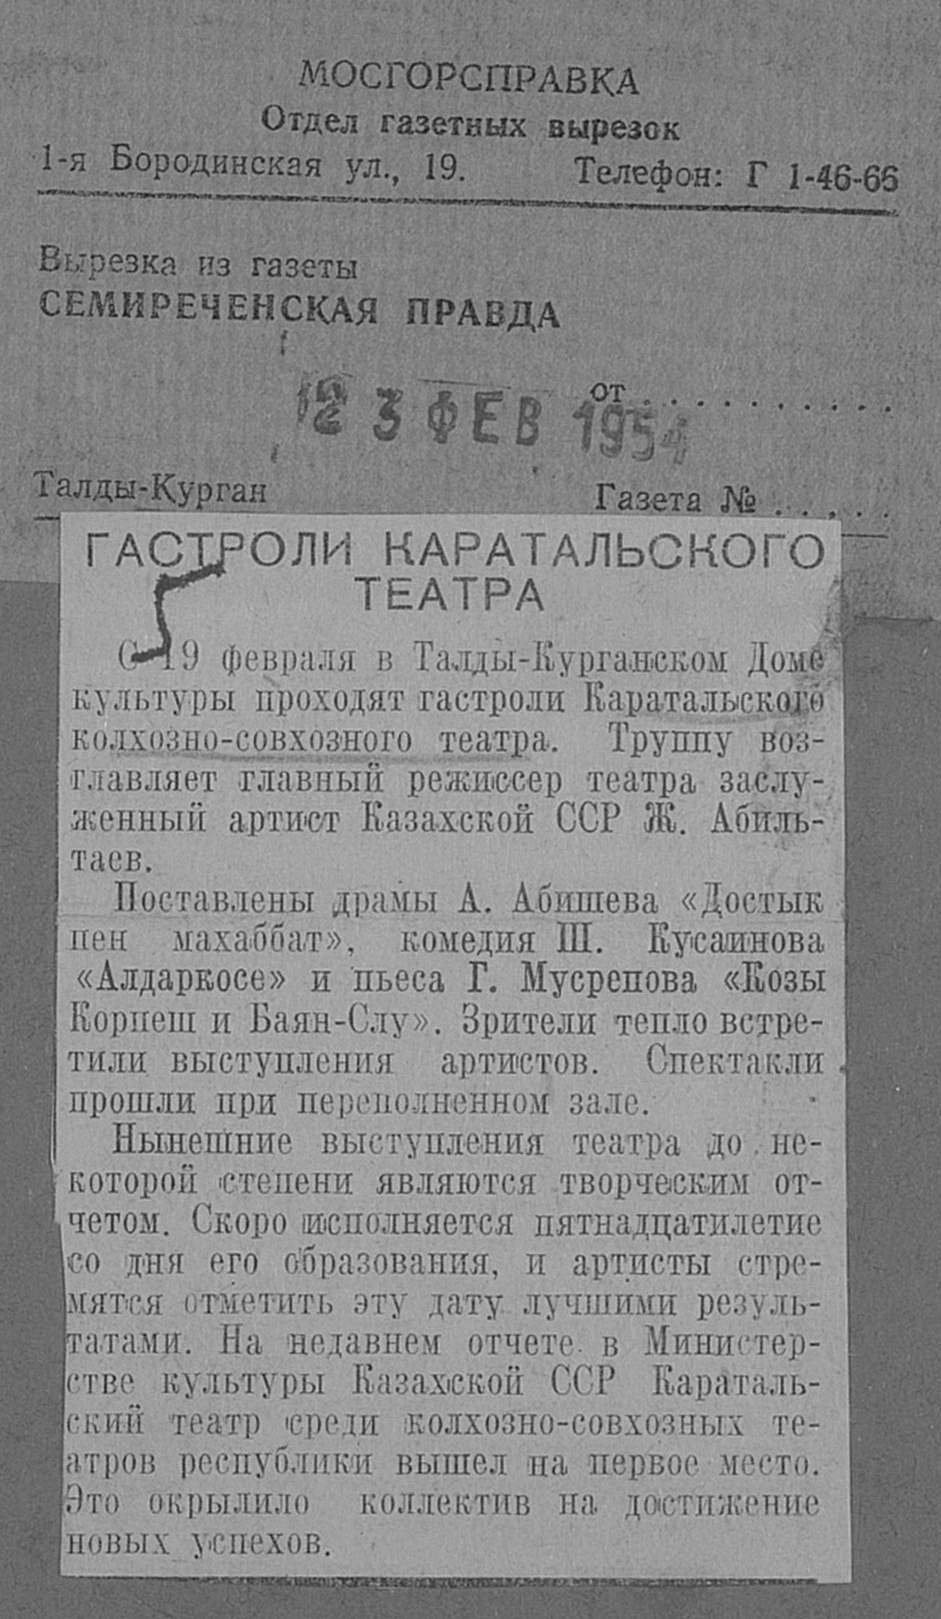 МОСГОРСПРАВКА
Отдел газетных вырезок
1-я Бородинская ул., 19. Телефон: Г 1-46-66
Вырезка из газеты
СЕМИРЕЧЕНСКАЯ ПРАВДА
от . . . . . . . . . . .
2 3 ФЕВ 1954
Талды-Курган Газета № . . . . .
ГАСТРОЛИ КАРАТАЛЬСКОГО
ТЕАТРА
С 19 февраля в Талды-Курганском Доме
культуры проходят гастроли Каратальского
колхозно-совхозного театра. Труппу воз-
главляет главный режиссер театра заслу-
женный артист Казахской ССР Ж. Абиль-
таев.
Поставлены драмы А. Абишева «Достык
пен махаббат», комедия Ш. Кусаинова
«Алдаркосе» и пьеса Г. Мусрепова «Козы
Корпеш и Баян-Слу». Зрители тепло встре-
тили выступления артистов. Спектакли
прошли при переполненном зале.
Нынешние выступления театра до не-
которой степени являются творческим от-
четом. Скоро исполняется пятнадцатилетие
со дня его образования, и артисты стре-
мятся отметить эту дату лучшими резуль-
татами. На недавнем отчете в Министер-
стве культуры Казахской ССР Караталь-
ский театр среди колхозно-совхозных те-
атров республики вышел на первое место.
Это окрылило коллектив на достижение
новых успехов.